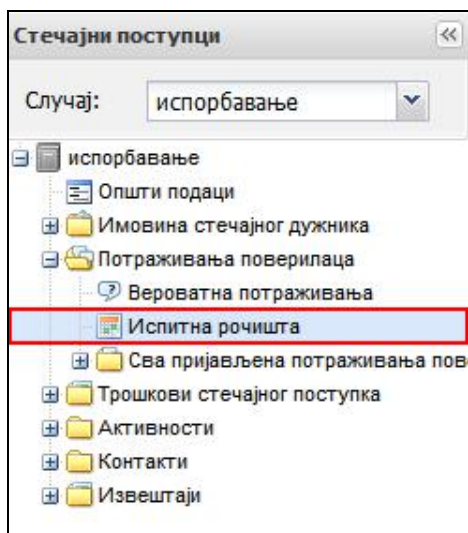 Стечајни поступци
Случај: испорбавање
испорбавање
Општи подаци
Имовина стечајног дужника
Потраживања поверилаца
Вероватна потраживања
Испитна рочишта
Сва пријављена потраживања пов
Трошкови стечајног поступка
Активности
Контакти
Извештаји